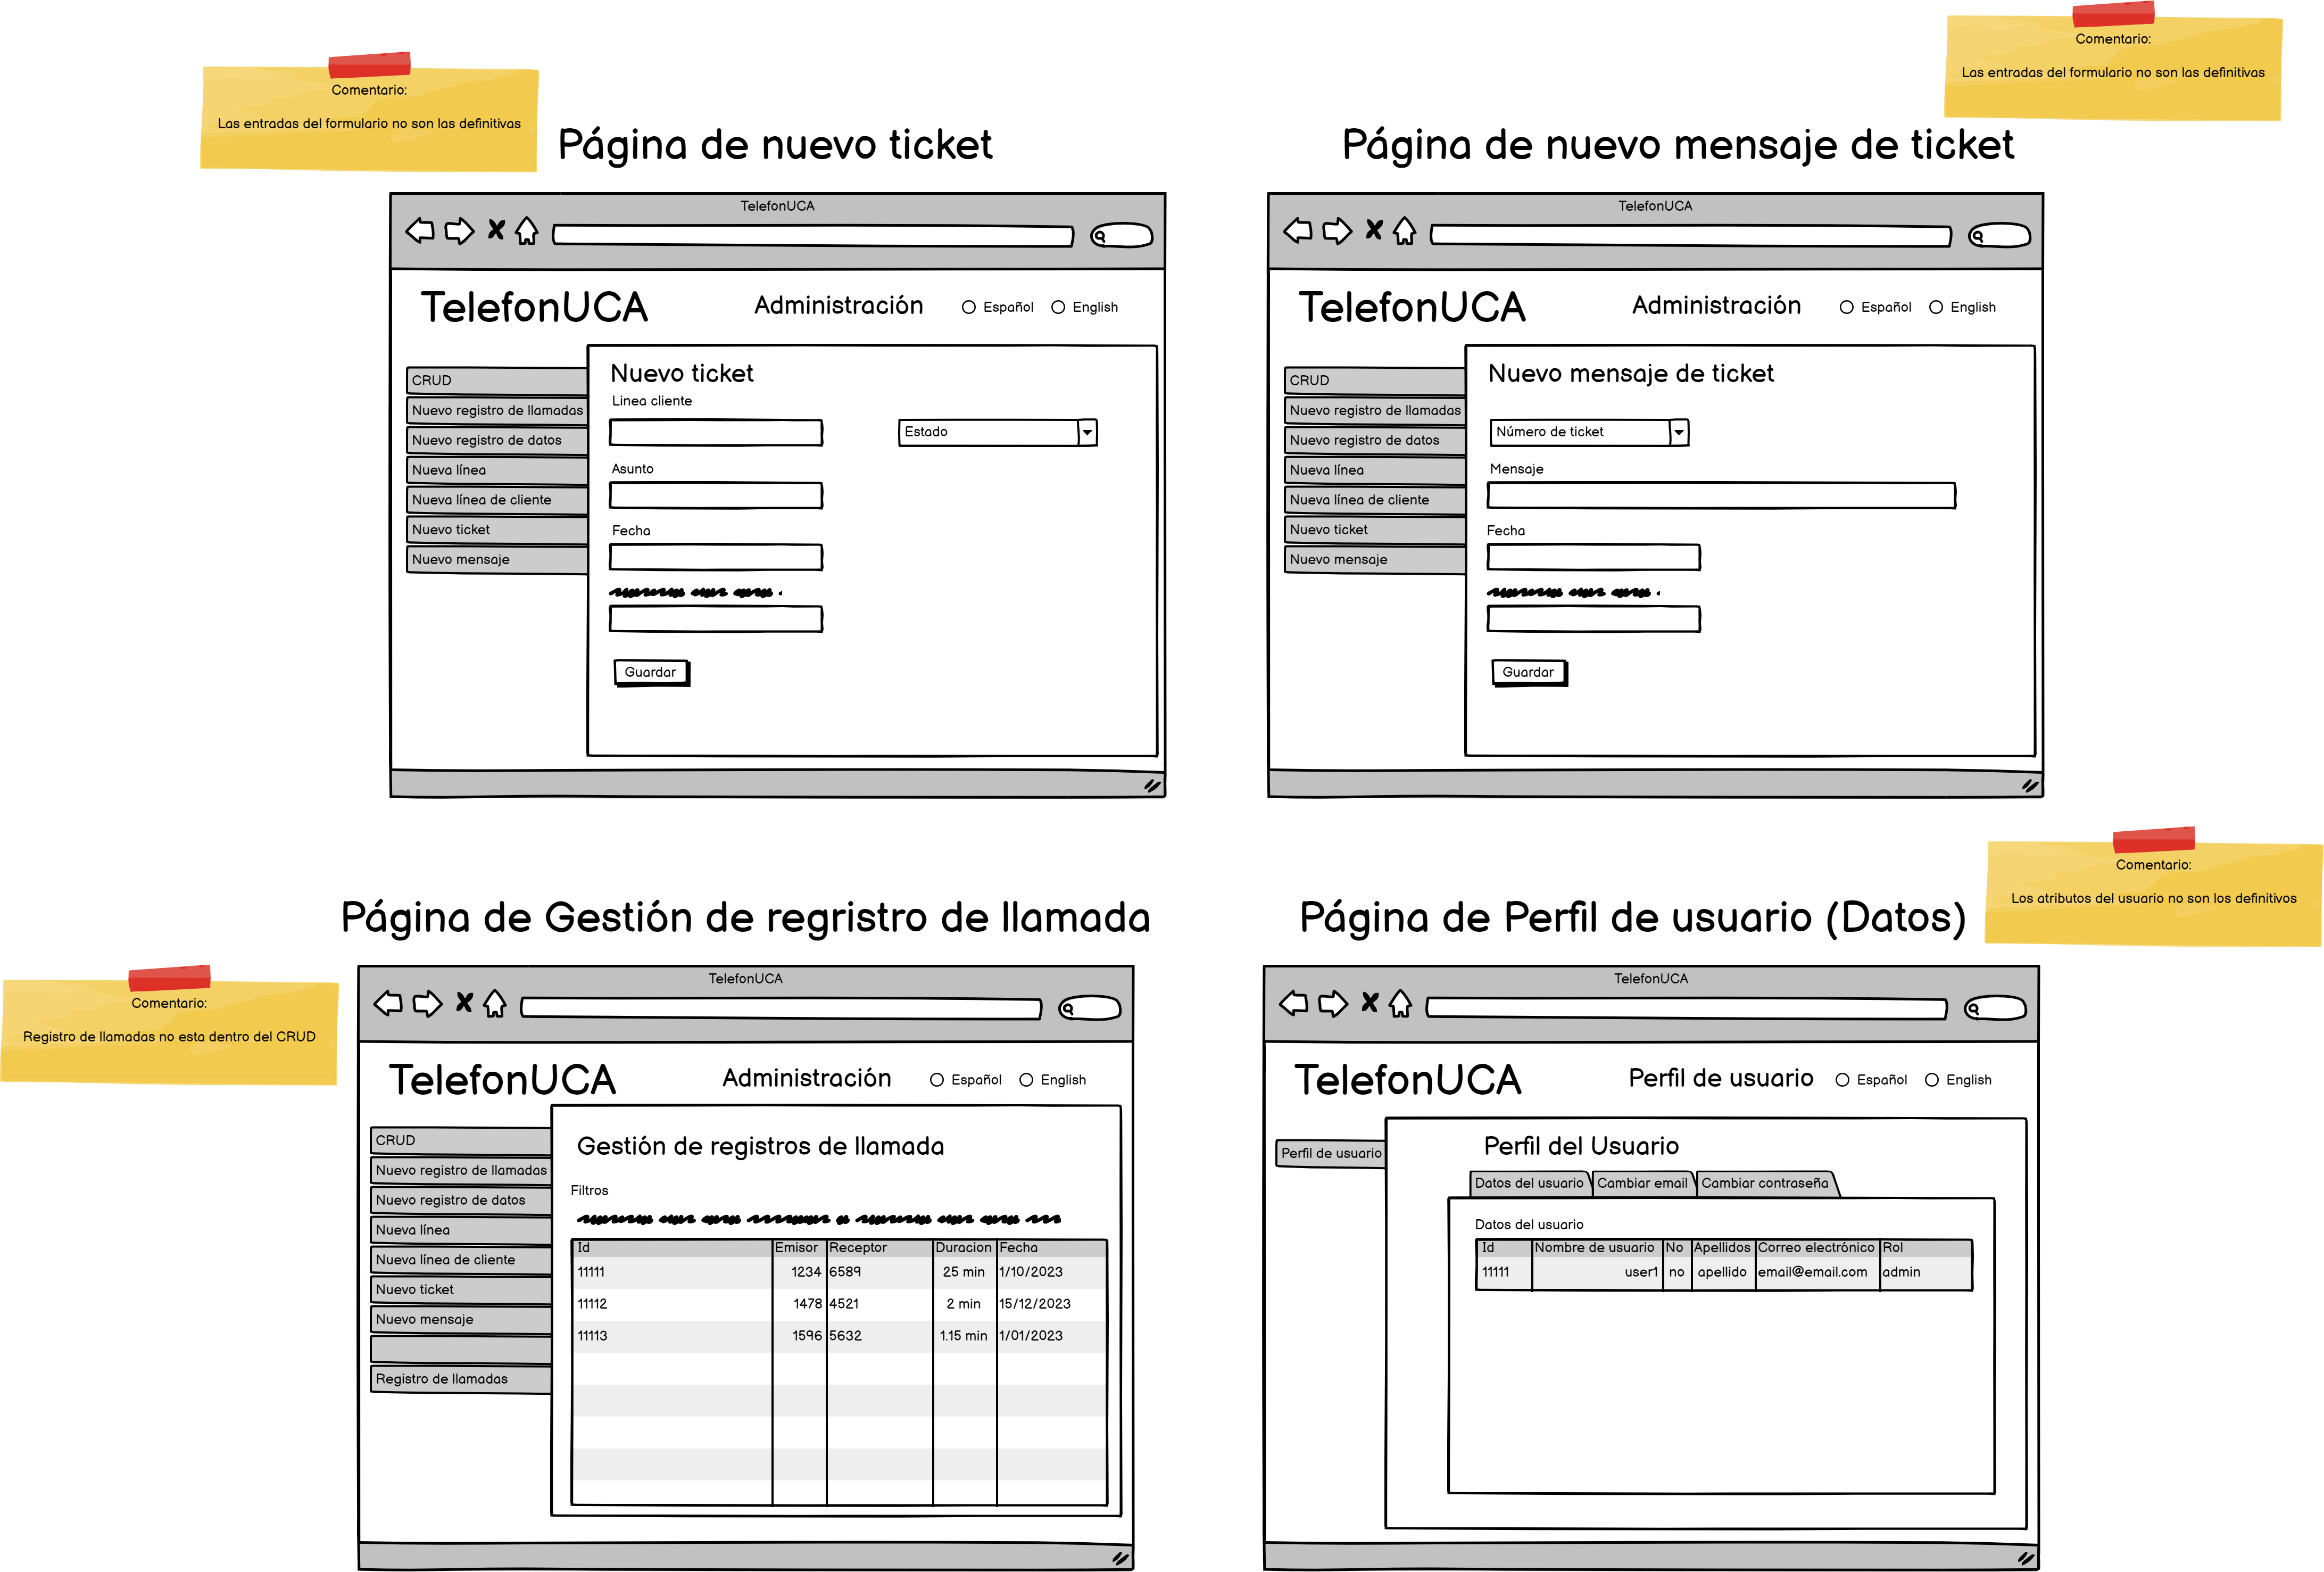 Comentario:
Las entradas del formulario no son las definitivas
Página de nuevo ticket
TelefonUCA
TelefonUCA
Administración
Español
English
CRUD
Nuevo registro de llamadas
Nuevo registro de datos
Nueva línea
Nueva línea de cliente
Nuevo ticket
Nuevo mensaje
Nuevo ticket
Linea cliente
Estado
Asunto
Fecha
Guardar
Comentario:
Las entradas del formulario no son las definitivas
Página de nuevo mensaje de ticket
TelefonUCA
TelefonUCA
Administración
Español
English
CRUD
Nuevo registro de llamadas
Nuevo registro de datos
Nueva línea
Nueva línea de cliente
Nuevo ticket
Nuevo mensaje
Nuevo mensaje de ticket
Número de ticket
Mensaje
Fecha
Guardar
Página de Gestión de regristro de llamada
Comentario:
Registro de llamadas no esta dentro del CRUD
TelefonUCA
TelefonUCA
Administración
Español
English
CRUD
Nuevo registro de llamadas
Nuevo registro de datos
Nueva línea
Nueva línea de cliente
Nuevo ticket
Nuevo mensaje
Registro de llamadas
Gestión de registros de llamada
Filtros
Id Emisor Receptor Duracion Fecha
11111 1234 6589 25 min 1/10/2023
11112 1478 4521 2 min 15/12/2023
11113 1596 5632 1.15 min 1/01/2023
Comentario:
Los atributos del usuario no son los definitivos
Página de Perfil de usuario (Datos)
TelefonUCA
TelefonUCA
Perfil de usuario
Español
English
Perfil de usuario
Perfil del Usuario
Datos del usuario
Cambiar email
Cambiar contraseña
Datos del usuario
Id Nombre de usuario No Apellidos Correo electrónico Rol
11111 user1 no apellido email@email.com admin